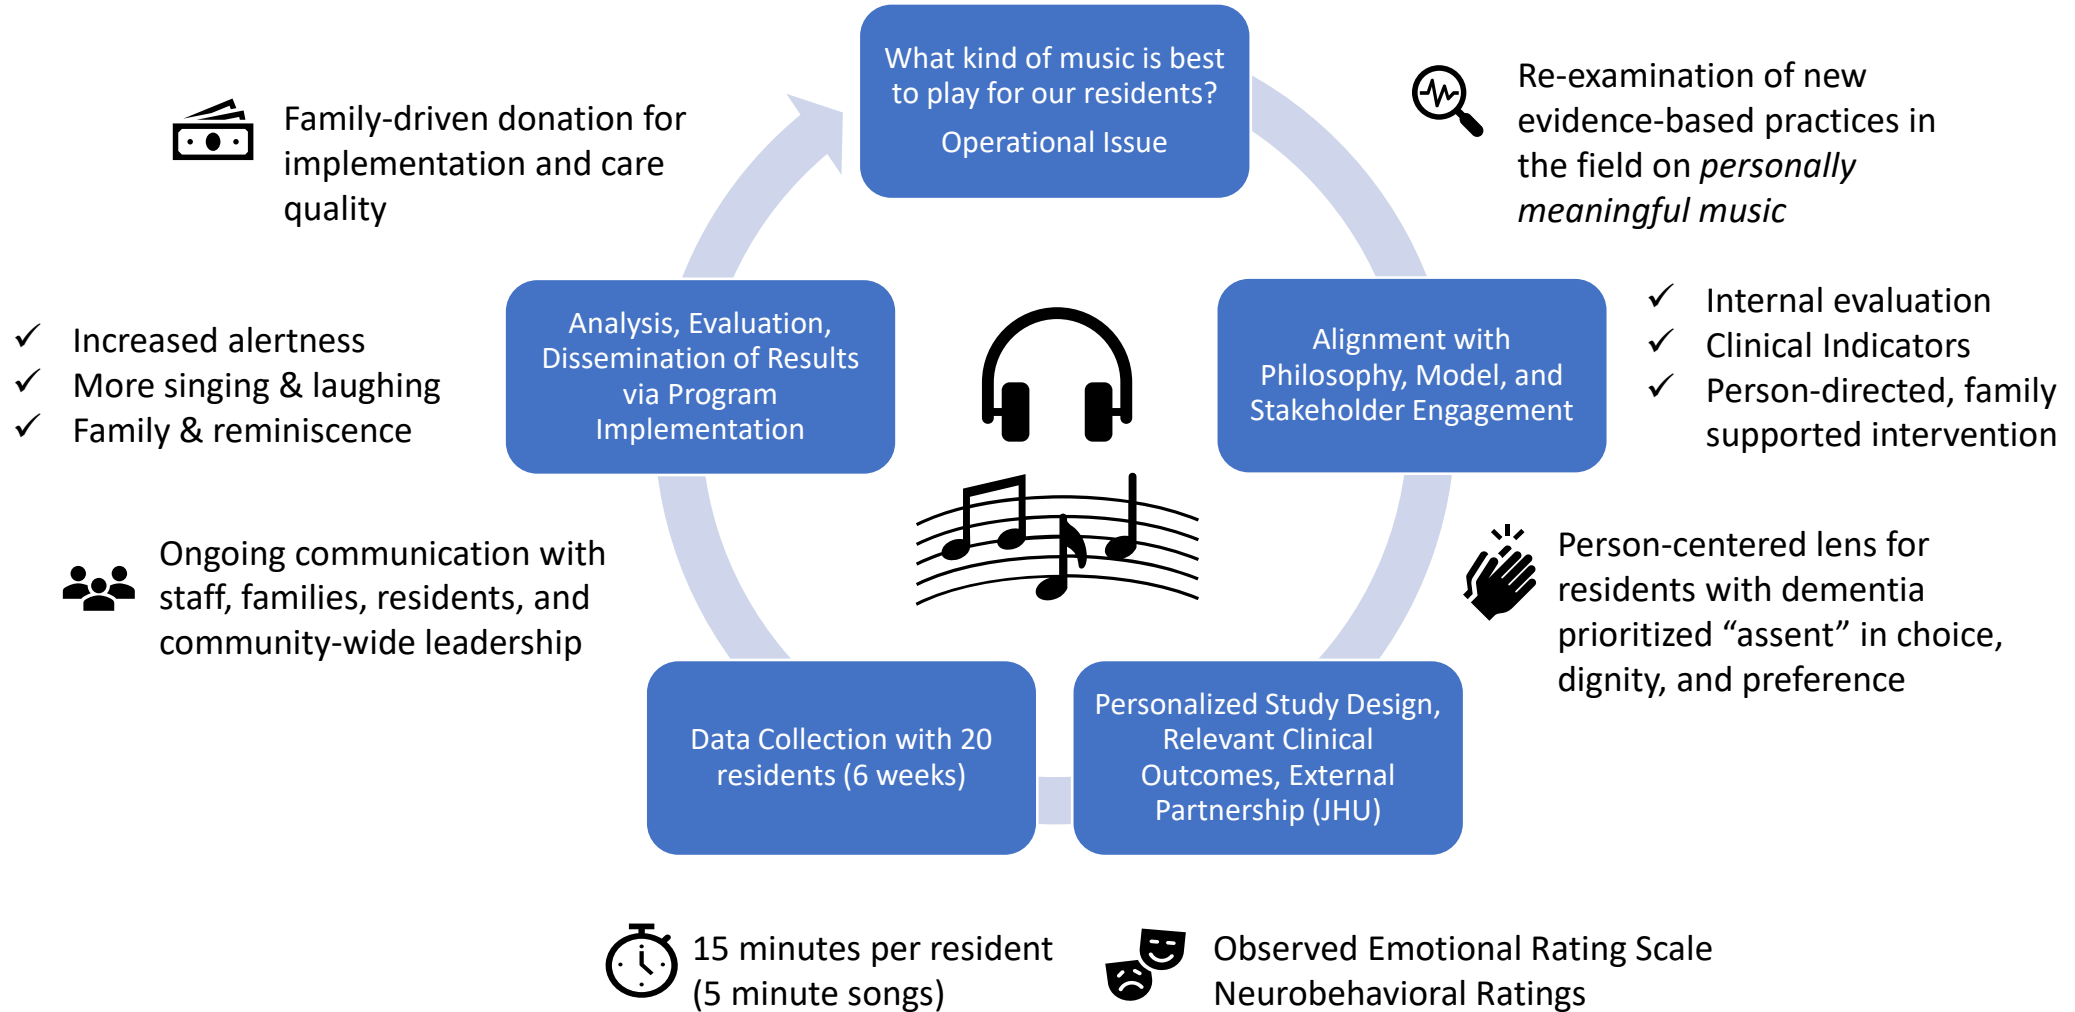 What kind of music is best
to play for our residents?
Operational Issue
Re-examination of new
evidence-based practices in
the field on personally
meaningful music
Alignment with
Philosophy, Model, and
Stakeholder Engagement
✓ Internal evaluation
✓ Clinical Indicators
✓ Person-directed, family
supported intervention
Person-centered lens for
residents with dementia
prioritized “assent” in choice,
dignity, and preference
Personalized Study Design,
Relevant Clinical
Outcomes, External
Partnership (JHU)
Observed Emotional Rating Scale
Neurobehavioral Ratings
Data Collection with 20
residents (6 weeks)
15 minutes per resident
(5 minute songs)
Ongoing communication with
staff, families, residents, and
community-wide leadership
Analysis, Evaluation,
Dissemination of Results
via Program
Implementation
✓ Increased alertness
✓ More singing & laughing
✓ Family & reminiscence
Family-driven donation for
implementation and care
quality